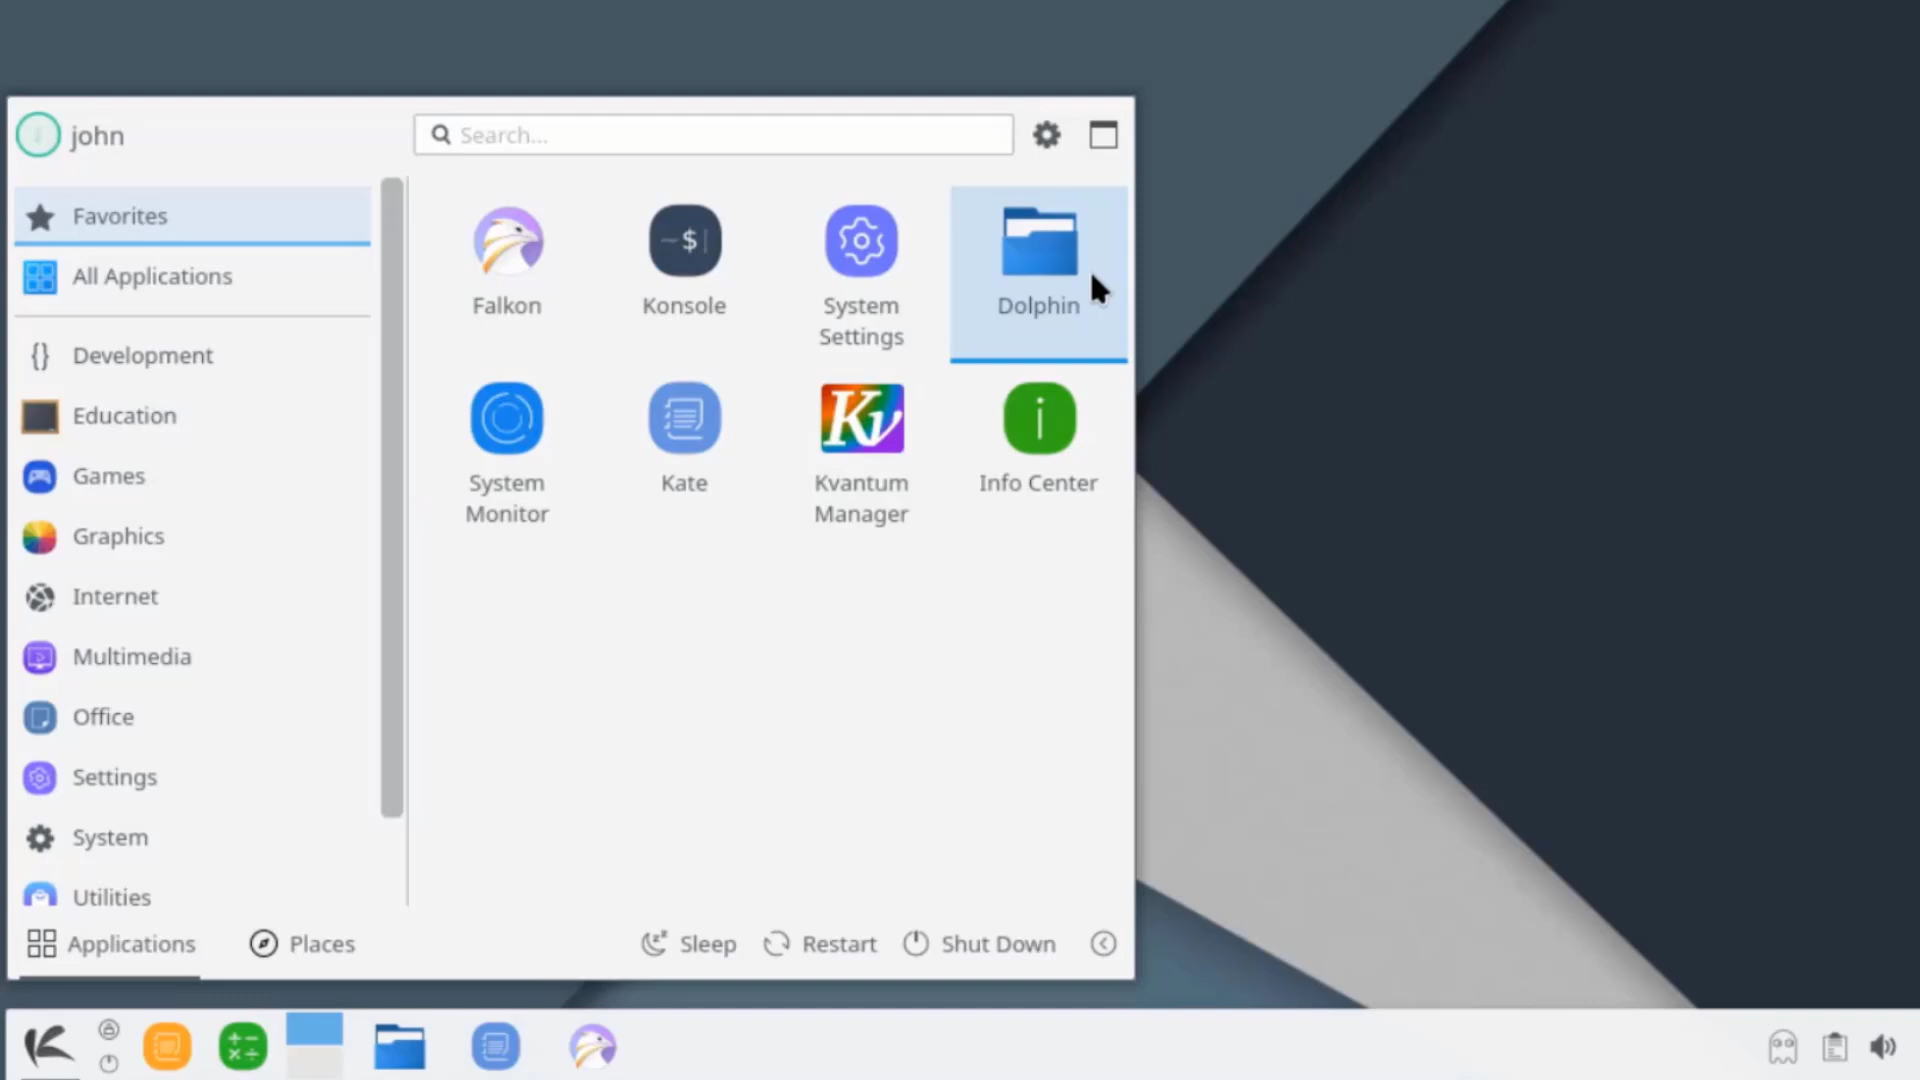 john
Search...
Favorites
All Applications
Development
Education
Games
Graphics
Internet
Multimedia
Office
Settings
System
Utilities
Falkon
~$
Konsole
System
Settings
Dolphin
System
Monitor
Kate
Kv
Kvantum
Manager
i
Info Center
Applications
Places
Sleep
Restart
Shut Down